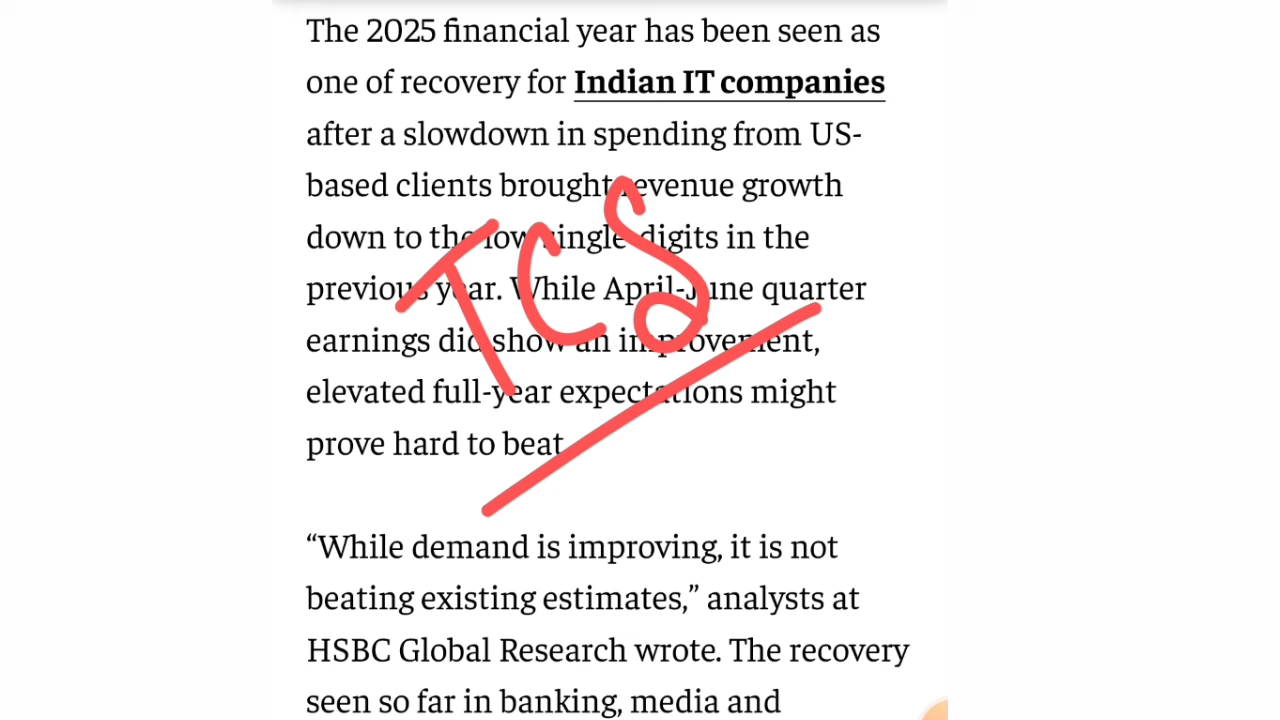 The 2025 financial year has been seen as
one of recovery for Indian IT companies
after a slowdown in spending from US-
based clients brought revenue growth
down to the low single-digits in the
previous year. While April-June quarter
earnings did show an improvement,
elevated full-year expectations might
prove hard to beat.
TCS
“While demand is improving, it is not
beating existing estimates,” analysts at
HSBC Global Research wrote. The recovery
seen so far in banking, media and